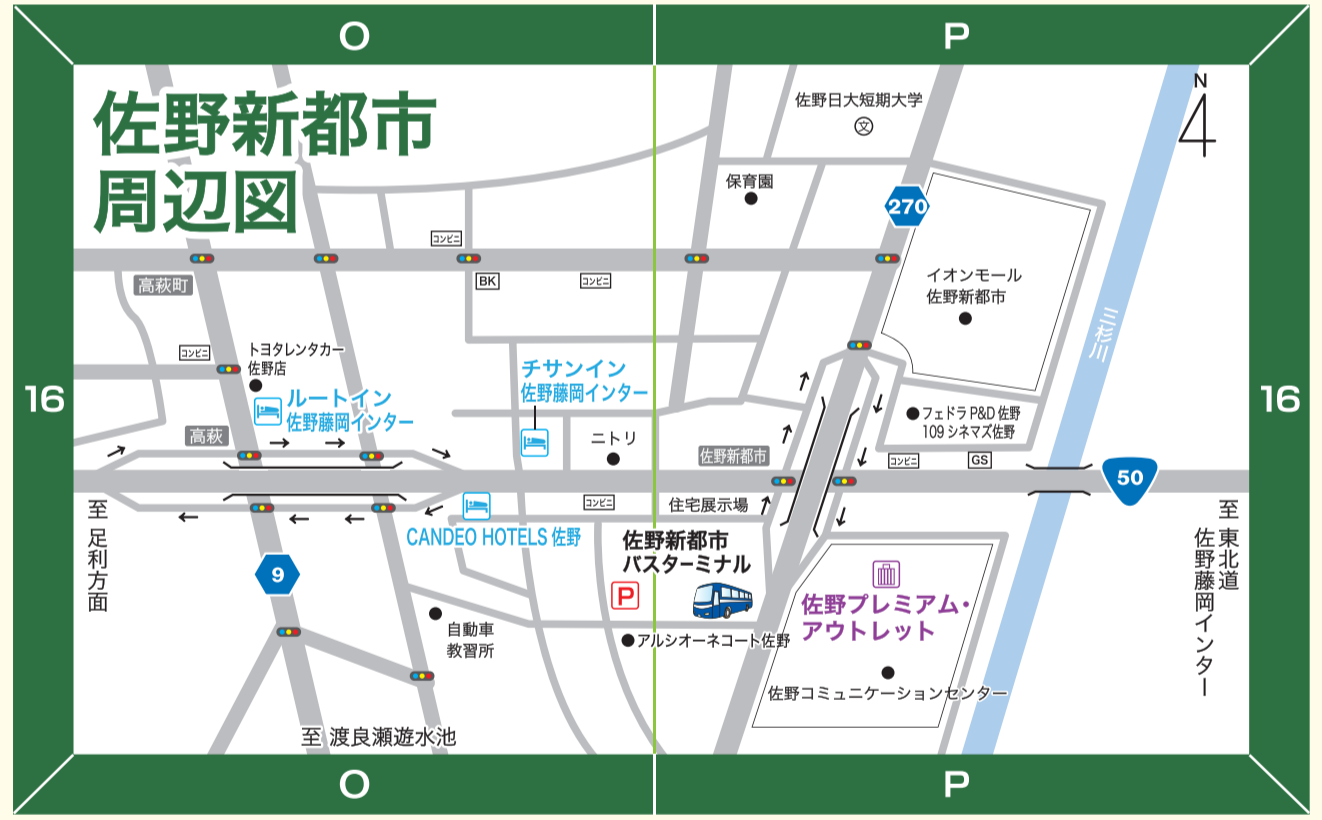 O
P
佐野新都市
周辺図
佐野日大短期大学
文
N
保育園
270
コンビニ
高萩町
BK
コンビニ
イオンモール
佐野新都市
三杉川
コンビニ
トヨタレンタカー
佐野店
チサンイン
佐野藤岡インター
16
16
ルートイン
佐野藤岡インター
フェドラ P&D 佐野
109 シネマズ佐野
高萩
ニトリ
佐野新都市
コンビニ
GS
50
至 足利方面
コンビニ
住宅展示場
至 東北道
佐野藤岡インター
CANDEO HOTELS 佐野
佐野新都市
バスターミナル
9
P
佐野プレミアム・
アウトレット
自動車
教習所
アルシオーネコート佐野
佐野コミュニケーションセンター
至 渡良瀬遊水池
O
P